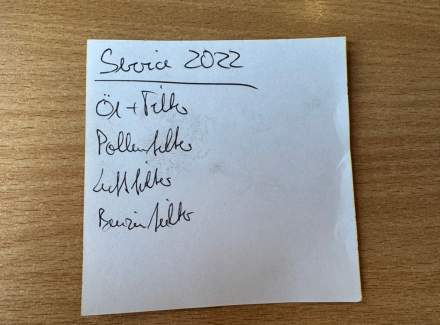 Service 2022
Öl + Filter
Pollenfilter
Luftfilter
Benzinfilter